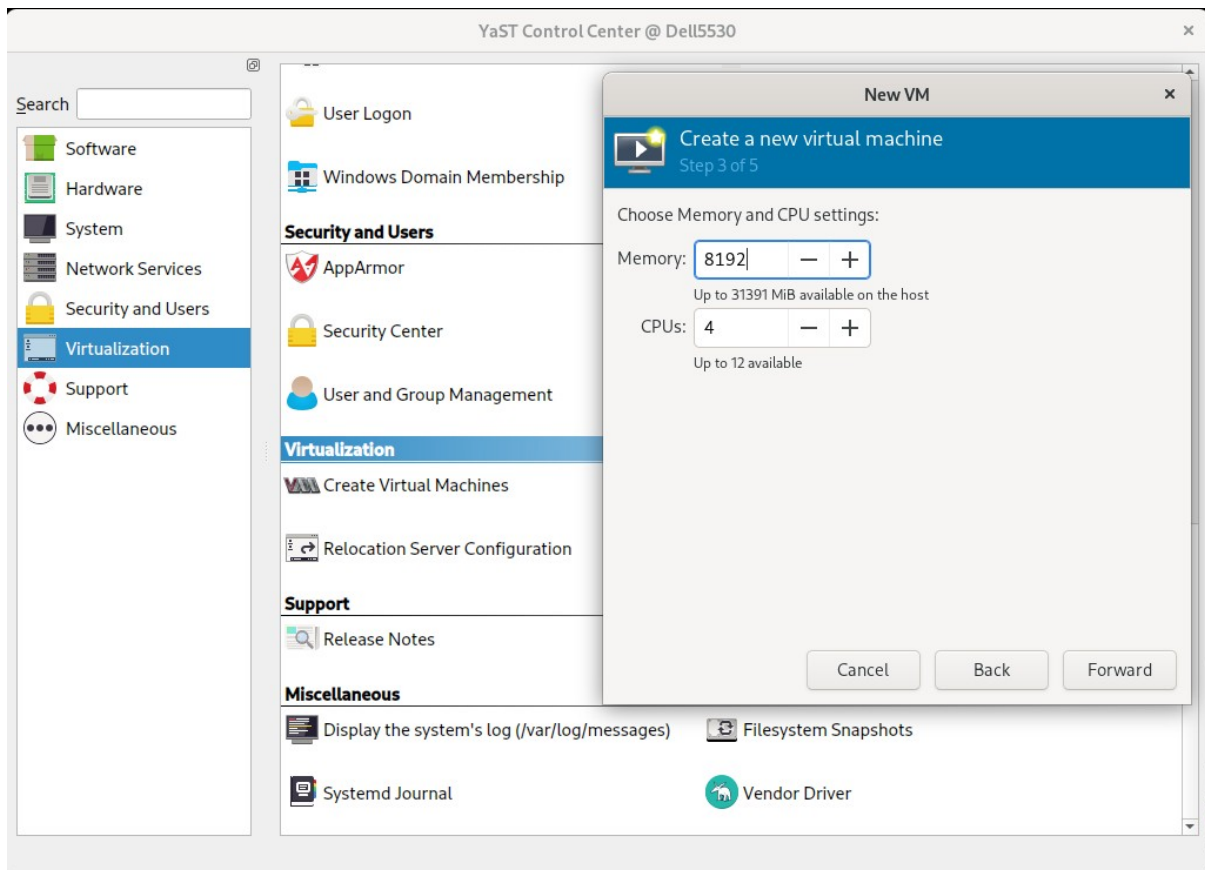 YaST Control Center @ Dell5530
Search
Software
Hardware
System
Network Services
Security and Users
Virtualization
Support
Miscellaneous
User Logon
Windows Domain Membership
Security and Users
AppArmor
Security Center
User and Group Management
Virtualization
Create Virtual Machines
Relocation Server Configuration
Support
Release Notes
Miscellaneous
Display the system's log (/var/log/messages)
Filesystem Snapshots
Systemd Journal
Vendor Driver
New VM
Create a new virtual machine
Step 3 of 5
Choose Memory and CPU settings:
Memory: 8192
Up to 31391 MiB available on the host
CPUs: 4
Up to 12 available
Cancel
Back
Forward